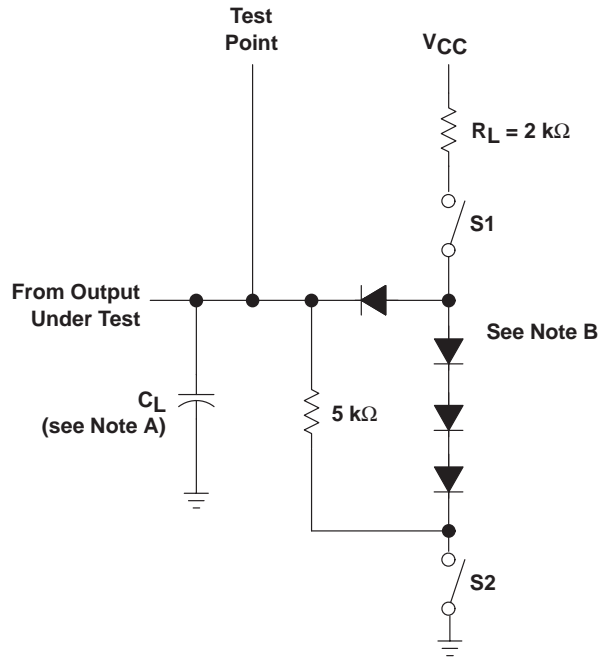 Test
Point
VCC
RL = 2 kΩ
S1
From Output
Under Test
See Note B
CL
(see Note A)
5 kΩ
S2